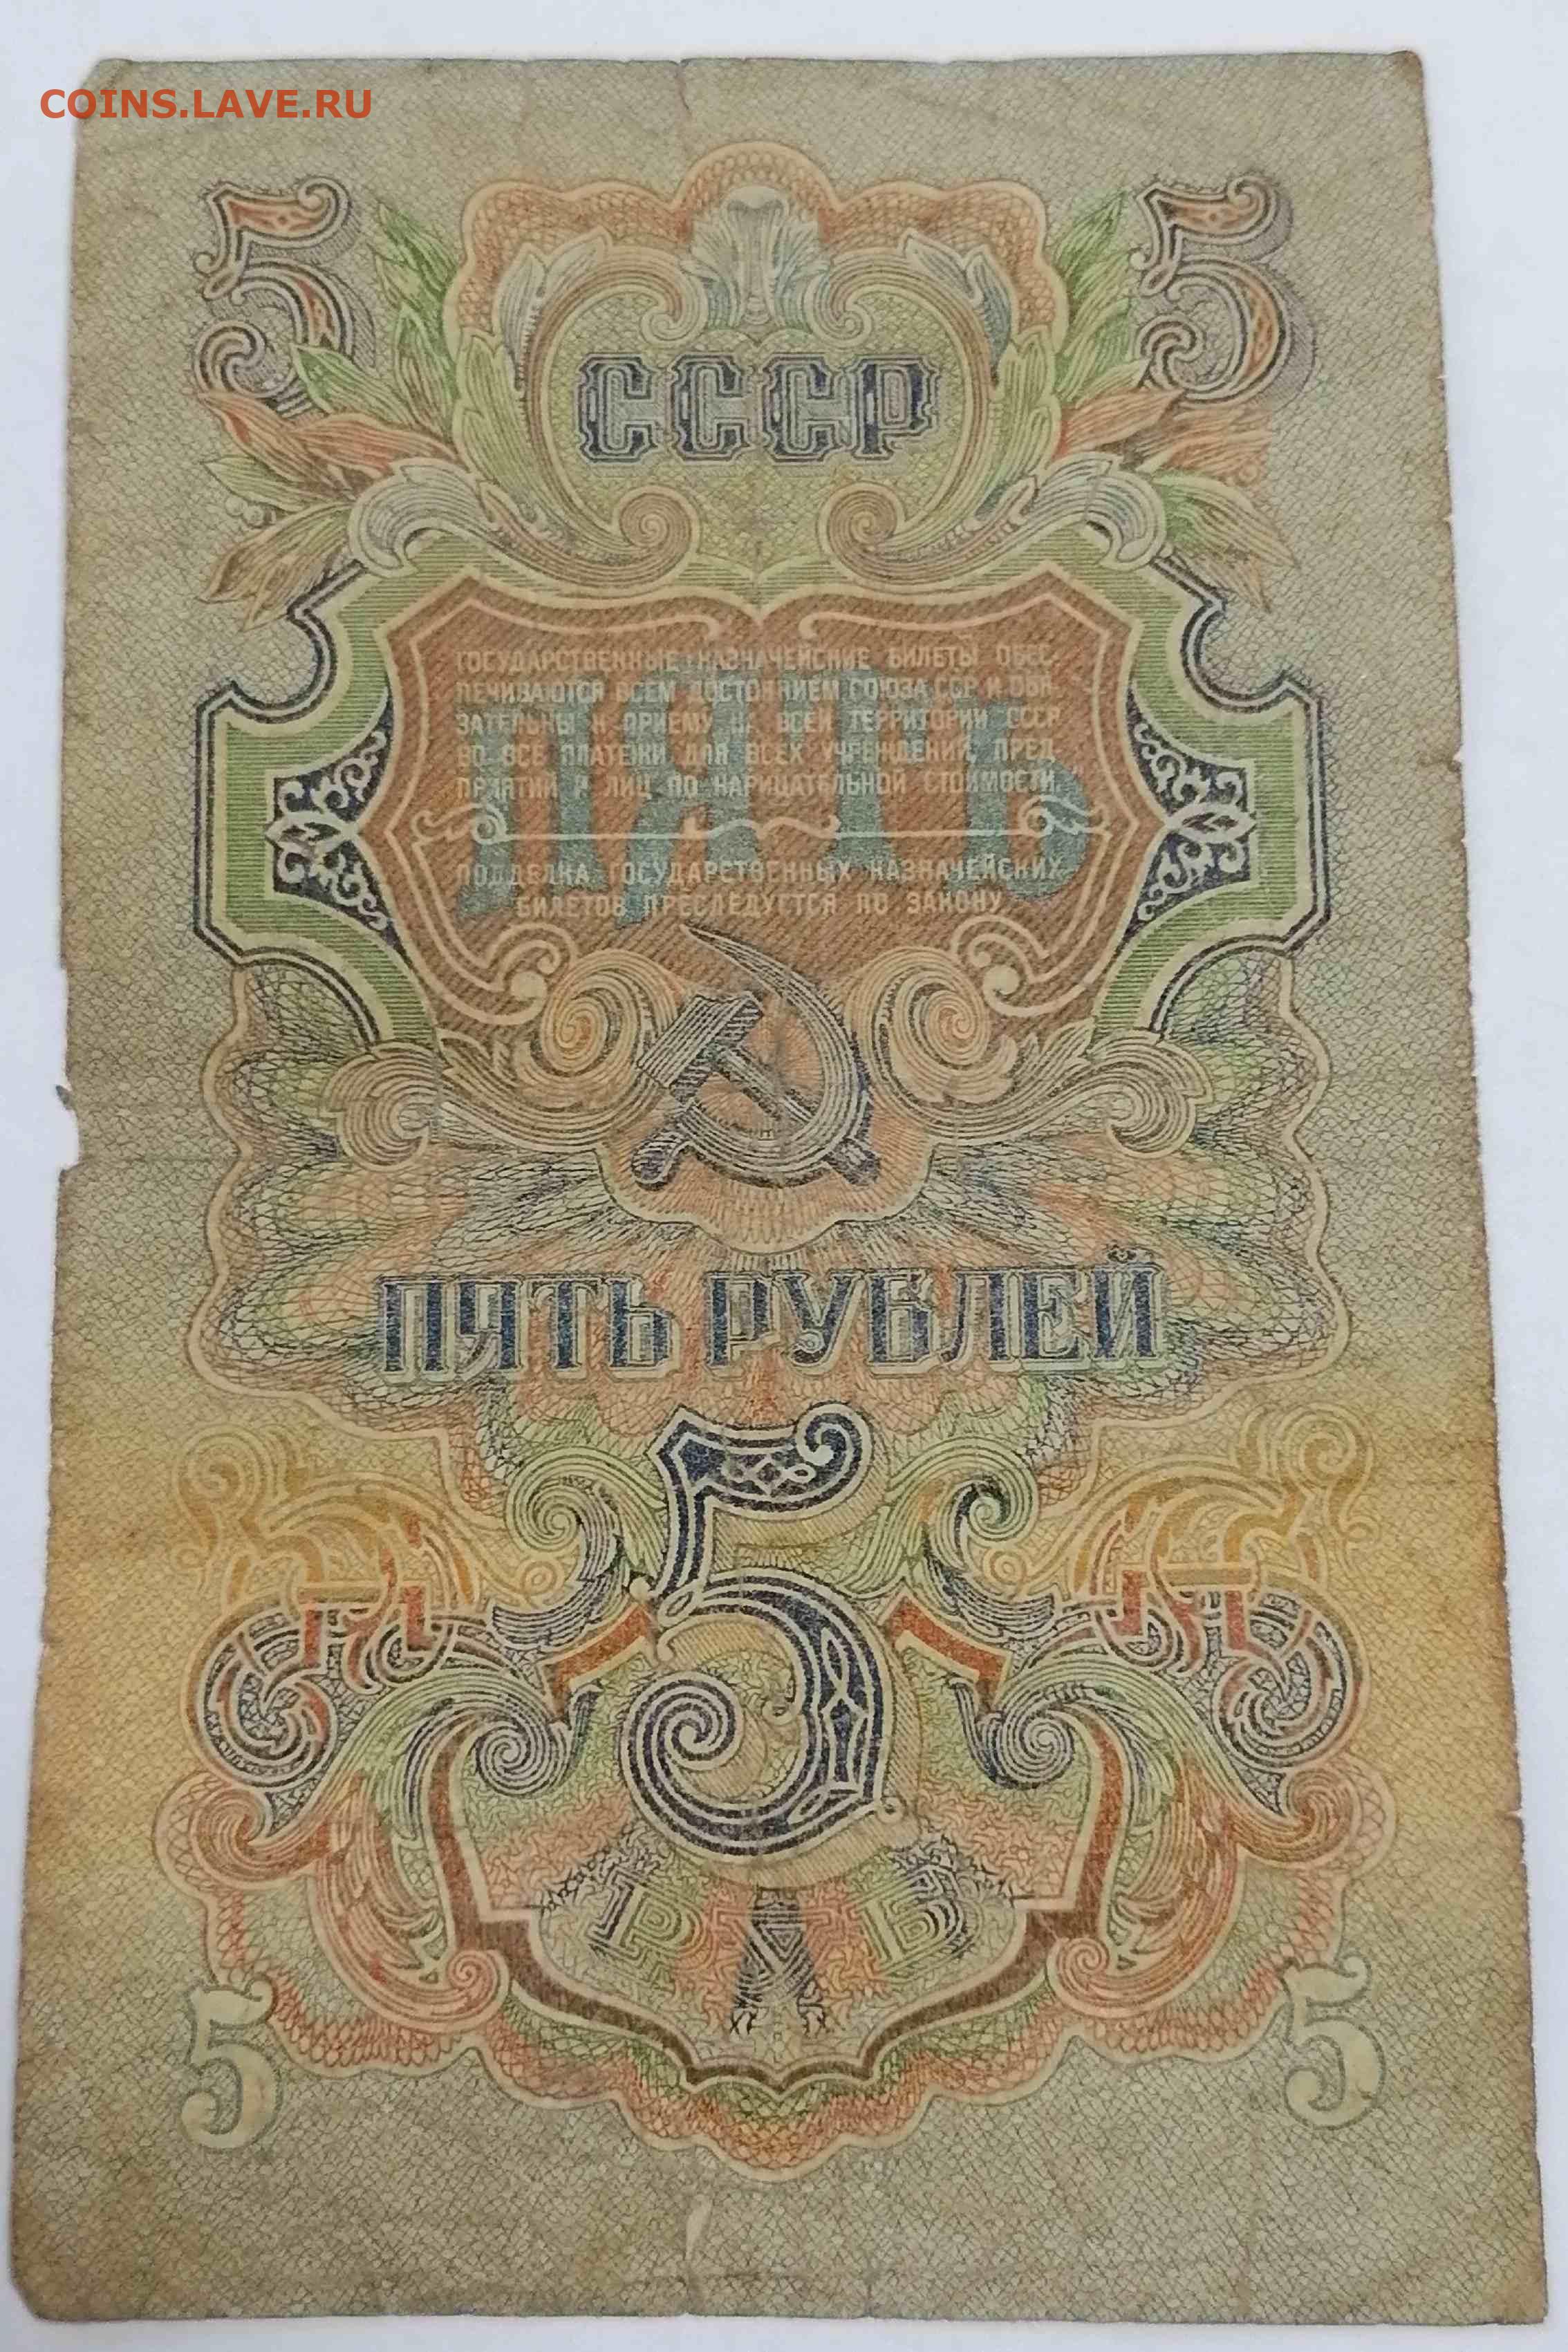 COINS.LAVE.RU
5 5
СССР
ПЯТЬ
ГОСУДАРСТВЕННЫЕ КАЗНАЧЕЙСКИЕ БИЛЕТЫ ОБЕС-
ПЕЧИВАЮТСЯ ВСЕМ ДОСТОЯНИЕМ СОЮЗА ССР И ОБЯ-
ЗАТЕЛЬНЫ К ПРИЕМУ НА ВСЕЙ ТЕРРИТОРИИ СССР
ВО ВСЕ ПЛАТЕЖИ ДЛЯ ВСЕХ УЧРЕЖДЕНИЙ, ПРЕД-
ПРИЯТИЙ И ЛИЦ ПО НАРИЦАТЕЛЬНОЙ СТОИМОСТИ
ПОДДЕЛКА ГОСУДАРСТВЕННЫХ КАЗНАЧЕЙСКИХ
БИЛЕТОВ ПРЕСЛЕДУЕТСЯ ПО ЗАКОНУ
ПЯТЬ РУБЛЕЙ
5
5 5